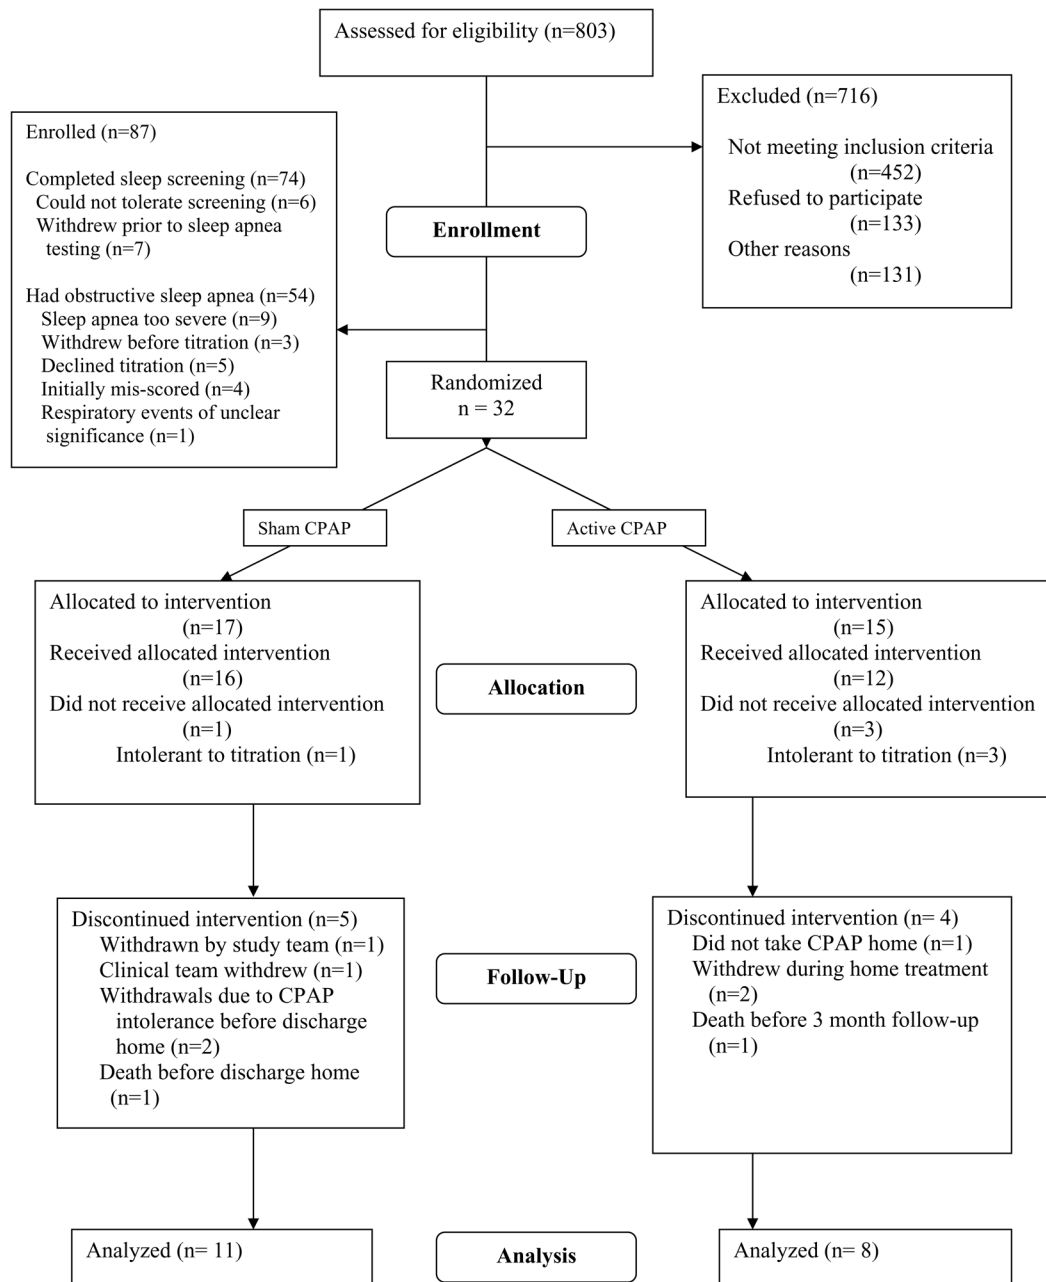 Assessed for eligibility (n=803)
Excluded (n=716)
Not meeting inclusion criteria
(n=452)
Refused to participate
(n=133)
Other reasons
(n=131)
Enrolled (n=87)
Completed sleep screening (n=74)
Could not tolerate screening (n=6)
Withdrew prior to sleep apnea
testing (n=7)
Had obstructive sleep apnea (n=54)
Sleep apnea too severe (n=9)
Withdrew before titration (n=3)
Declined titration (n=5)
Initially mis-scored (n=4)
Respiratory events of unclear
significance (n=1)
Enrollment
Randomized
n = 32
Sham CPAP
Active CPAP
Allocated to intervention
(n=17)
Received allocated intervention
(n=16)
Did not receive allocated intervention
(n=1)
Intolerant to titration (n=1)
Allocation
Allocated to intervention
(n=15)
Received allocated intervention
(n=12)
Did not receive allocated intervention
(n=3)
Intolerant to titration (n=3)
Discontinued intervention (n=5)
Withdrawn by study team (n=1)
Clinical team withdrew (n=1)
Withdrawals due to CPAP
intolerance before discharge
home (n=2)
Death before discharge home
(n=1)
Follow-Up
Discontinued intervention (n= 4)
Did not take CPAP home (n=1)
Withdrew during home treatment
(n=2)
Death before 3 month follow-up
(n=1)
Analyzed (n= 11)
Analysis
Analyzed (n= 8)